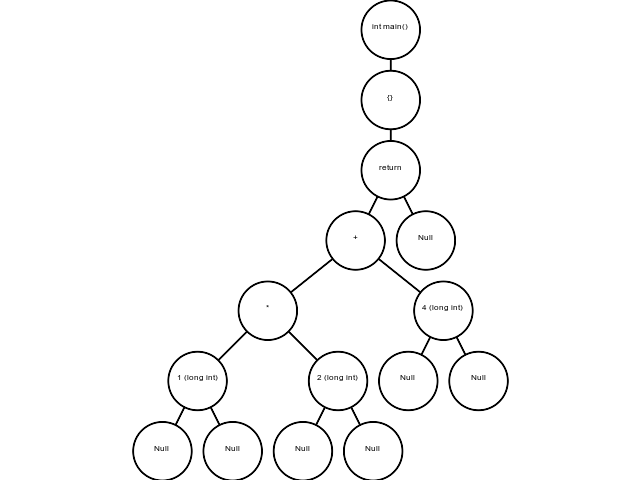 int main()
{}
return
+
Null
*
4 (long int)
1 (long int)
2 (long int)
Null
Null
Null
Null
Null
Null